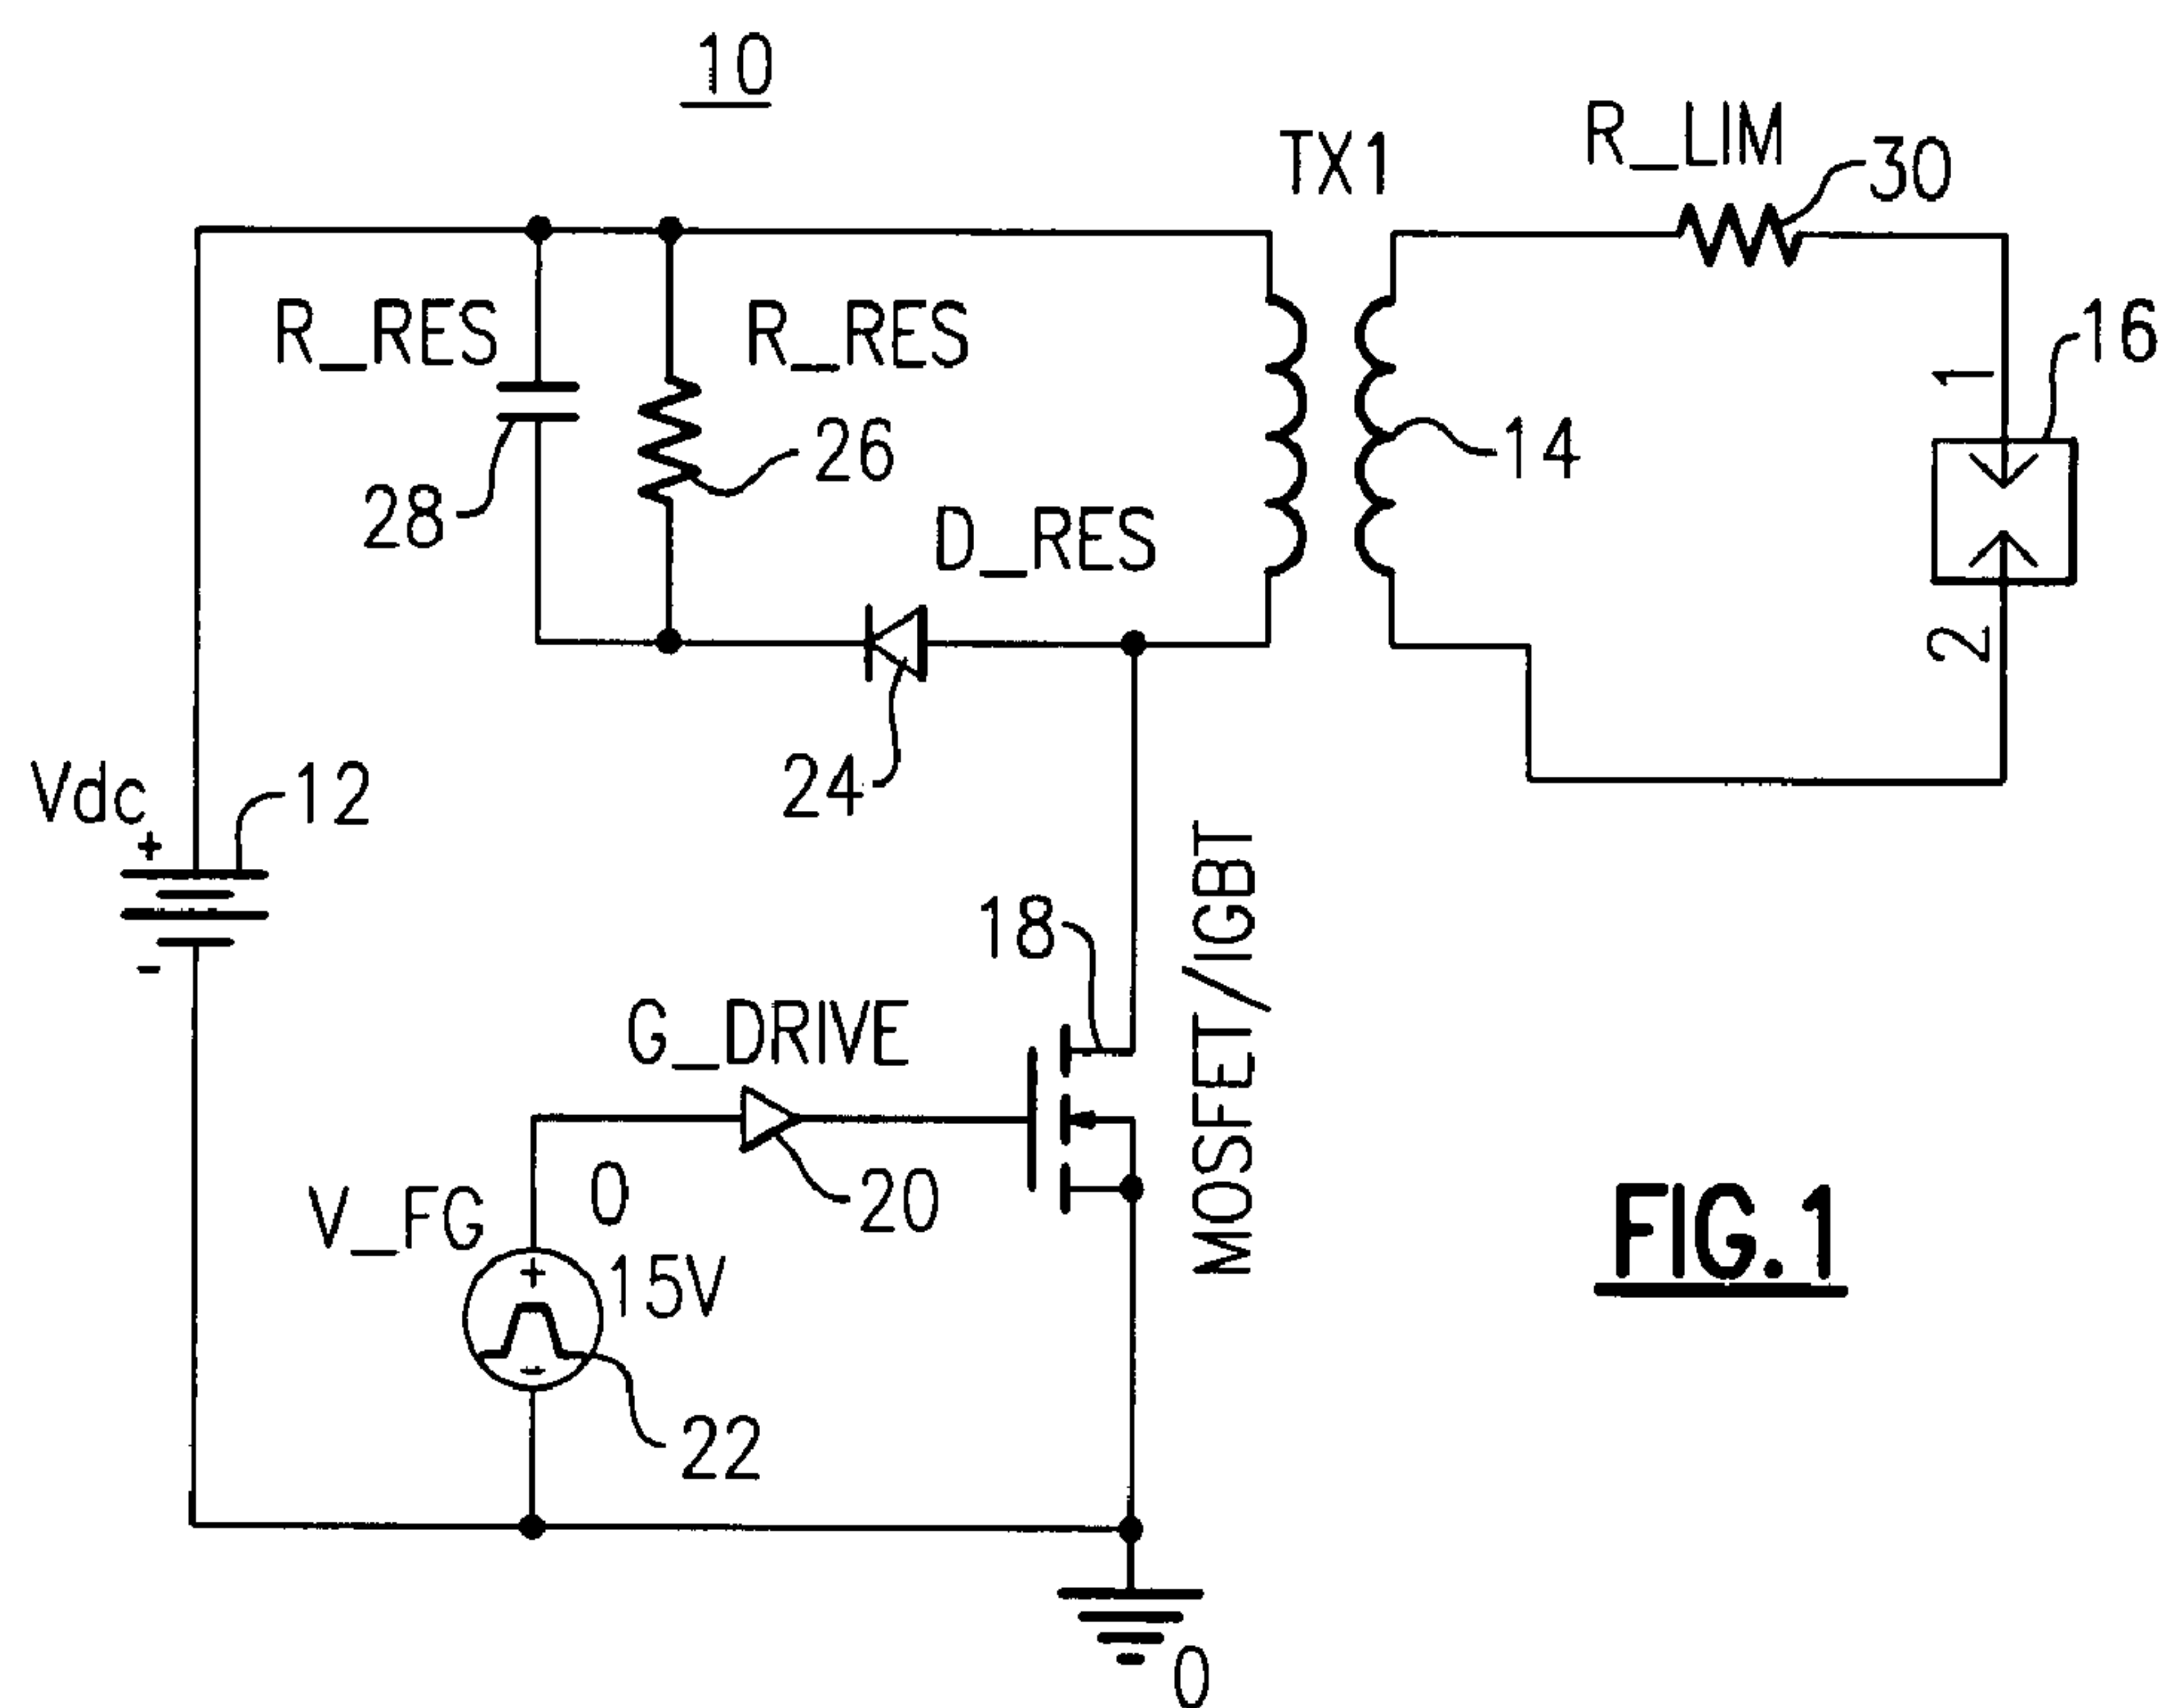 10
TX1
R_LIM
30
R_RES
R_RES
16
1
26
14
28
D_RES
2
24
Vdc
12
+
-
18
MOSFET/IGBT
G_DRIVE
20
0
V_FG
15V
+
-
22
FIG.1
0